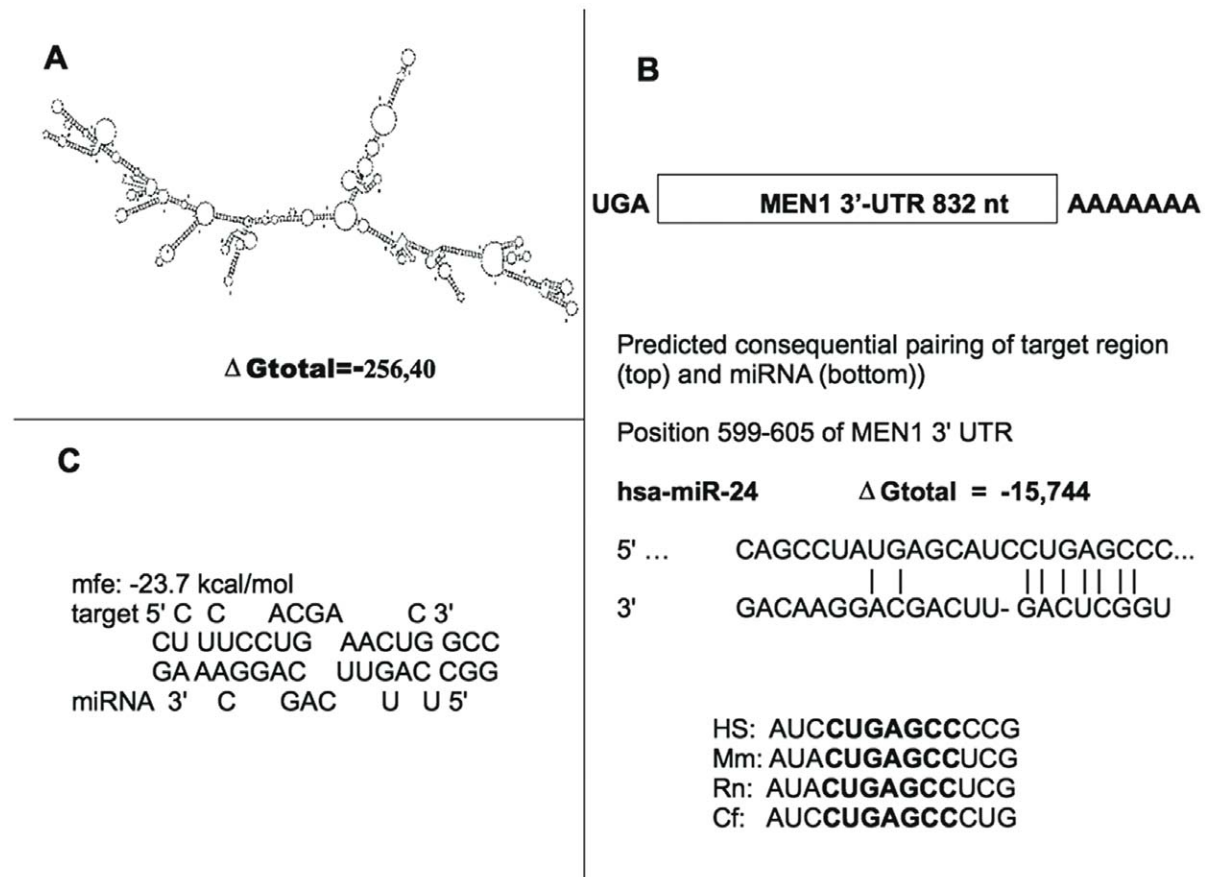 A
Δ Gtotal=-256,40
B
UGA MEN1 3'-UTR 832 nt AAAAAAA
Predicted consequential pairing of target region
(top) and miRNA (bottom))
Position 599-605 of MEN1 3' UTR
hsa-miR-24 Δ Gtotal = -15,744
5' ... CAGCCUAUGAGCAUCCUGAGCCC...
3' GACAAGGACGACUU- GACUCGGU
HS: AUCCUGAGCCCCG
Mm: AUACUGAGCCUCG
Rn: AUACUGAGCCUCG
Cf: AUCCUGAGCCCUG
C
mfe: -23.7 kcal/mol
target 5' C C ACGA C 3'
CU UUCCUG AACUG GCC
GA AAGGAC UUGAC CGG
miRNA 3' C GAC U U 5'